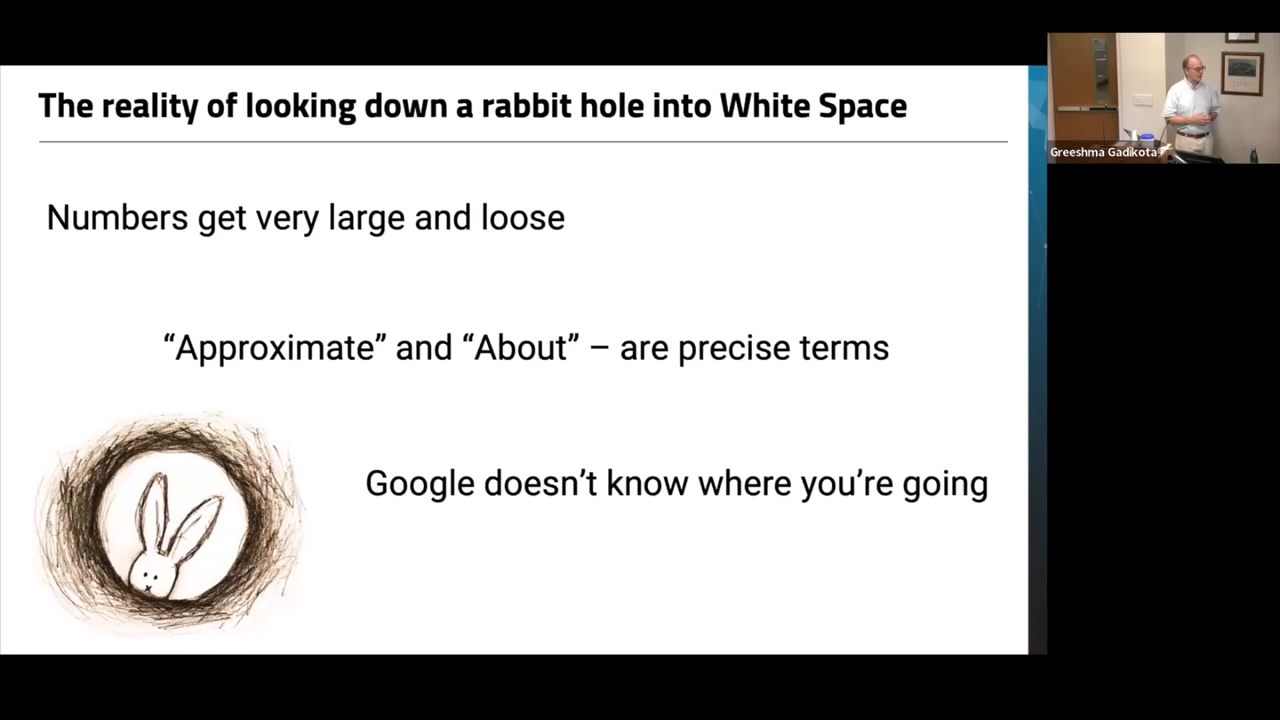 The reality of looking down a rabbit hole into White Space
Numbers get very large and loose
“Approximate” and “About” – are precise terms
Google doesn’t know where you’re going
Greeshma Gadikota